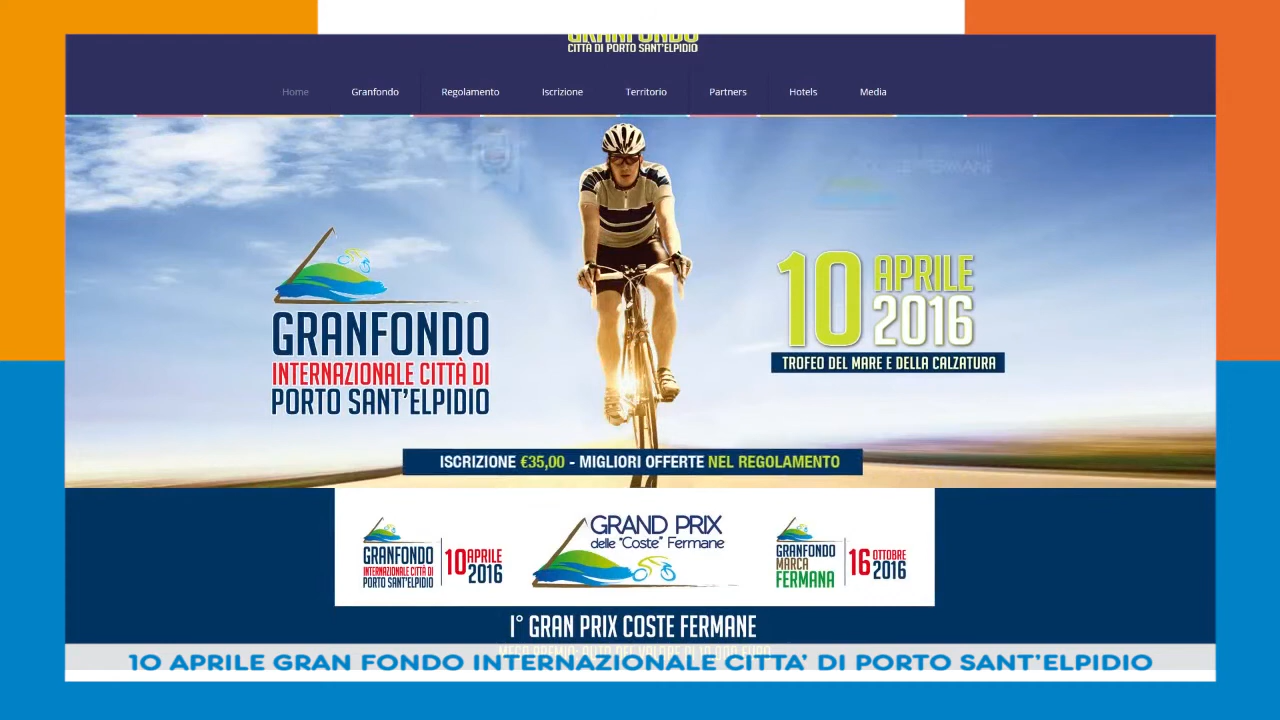 GRANFONDO
CITTÀ DI PORTO SANT'ELPIDIO
Home Granfondo Regolamento Iscrizione Territorio Partners Hotels Media
GRANFONDO
INTERNAZIONALE CITTÀ DI
PORTO SANT'ELPIDIO
10 APRILE
2016
TROFEO DEL MARE E DELLA CALZATURA
ISCRIZIONE €35,00 - MIGLIORI OFFERTE NEL REGOLAMENTO
GRANFONDO
INTERNAZIONALE CITTÀ DI
PORTO SANT'ELPIDIO
10 APRILE
2016
GRAND PRIX
delle "Coste" Fermane
GRANFONDO
MARCA
FERMANA
16 OTTOBRE
2016
1° GRAN PRIX COSTE FERMANE
10 APRILE GRAN FONDO INTERNAZIONALE CITTA' DI PORTO SANT'ELPIDIO